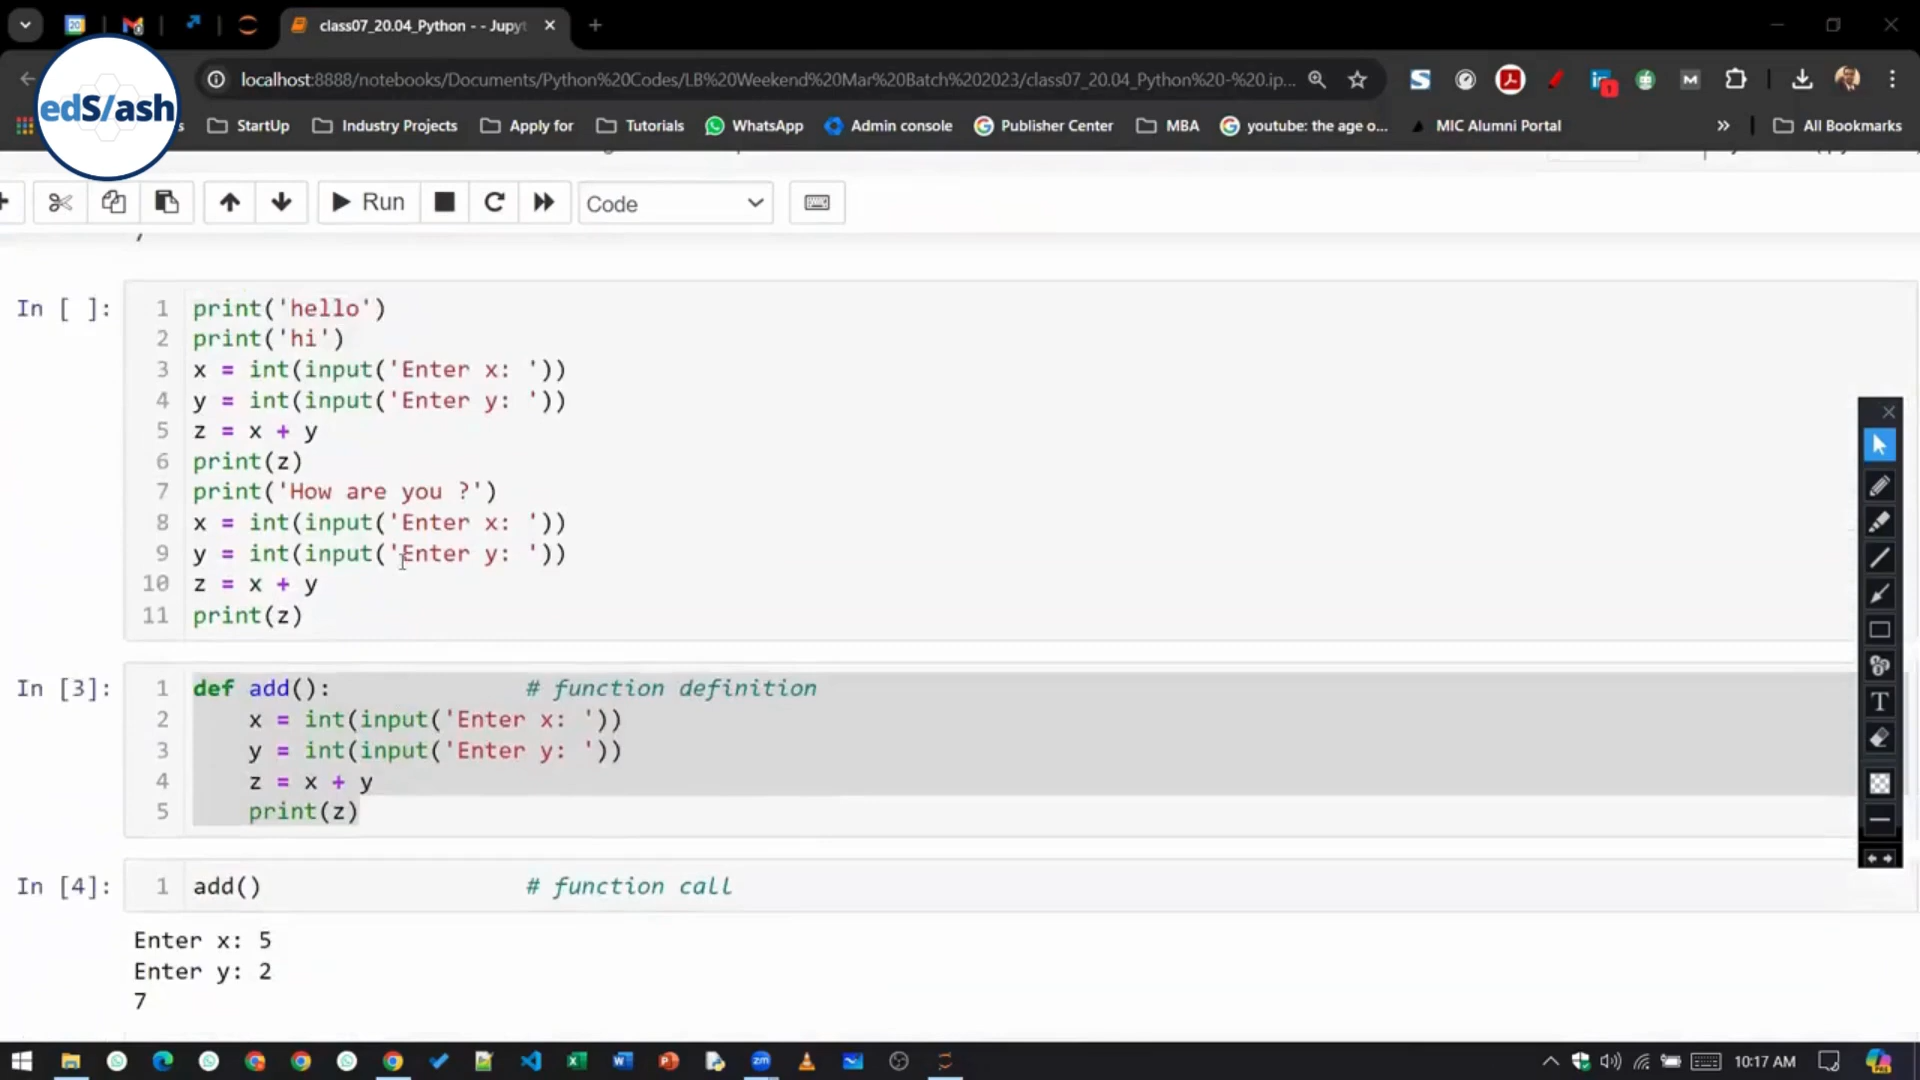 class07_20.04_Python - - Jupyt
edS/ash
localhost:8888/notebooks/Documents/Python%20Codes/LB%20Weekend%20Mar%20Batch%202023/class07_20.04_Python%20-%20.ip...
StartUp
Industry Projects
Apply for
Tutorials
WhatsApp
Admin console
Publisher Center
MBA
youtube: the age o...
MIC Alumni Portal
»
All Bookmarks
Run
Code
In [ ]:
1 print('hello')
2 print('hi')
3 x = int(input('Enter x: '))
4 y = int(input('Enter y: '))
5 z = x + y
6 print(z)
7 print('How are you ?')
8 x = int(input('Enter x: '))
9 y = int(input('Enter y: '))
10 z = x + y
11 print(z)
In [3]:
1 def add(): # function definition
2 x = int(input('Enter x: '))
3 y = int(input('Enter y: '))
4 z = x + y
5 print(z)
In [4]:
1 add() # function call
Enter x: 5
Enter y: 2
7
10:17 AM